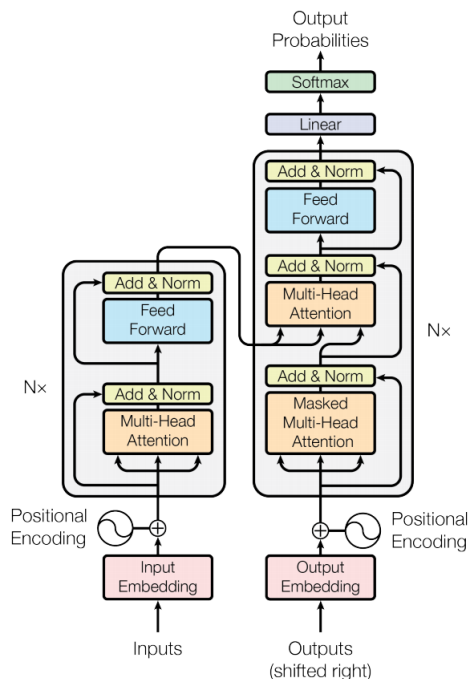 Output
Probabilities
Softmax
Linear
Add & Norm
Feed
Forward
Add & Norm
Multi-Head
Attention
Add & Norm
Masked
Multi-Head
Attention
Nx
Add & Norm
Feed
Forward
Add & Norm
Multi-Head
Attention
Nx
Positional
Encoding
Positional
Encoding
Input
Embedding
Output
Embedding
Inputs
Outputs
(shifted right)